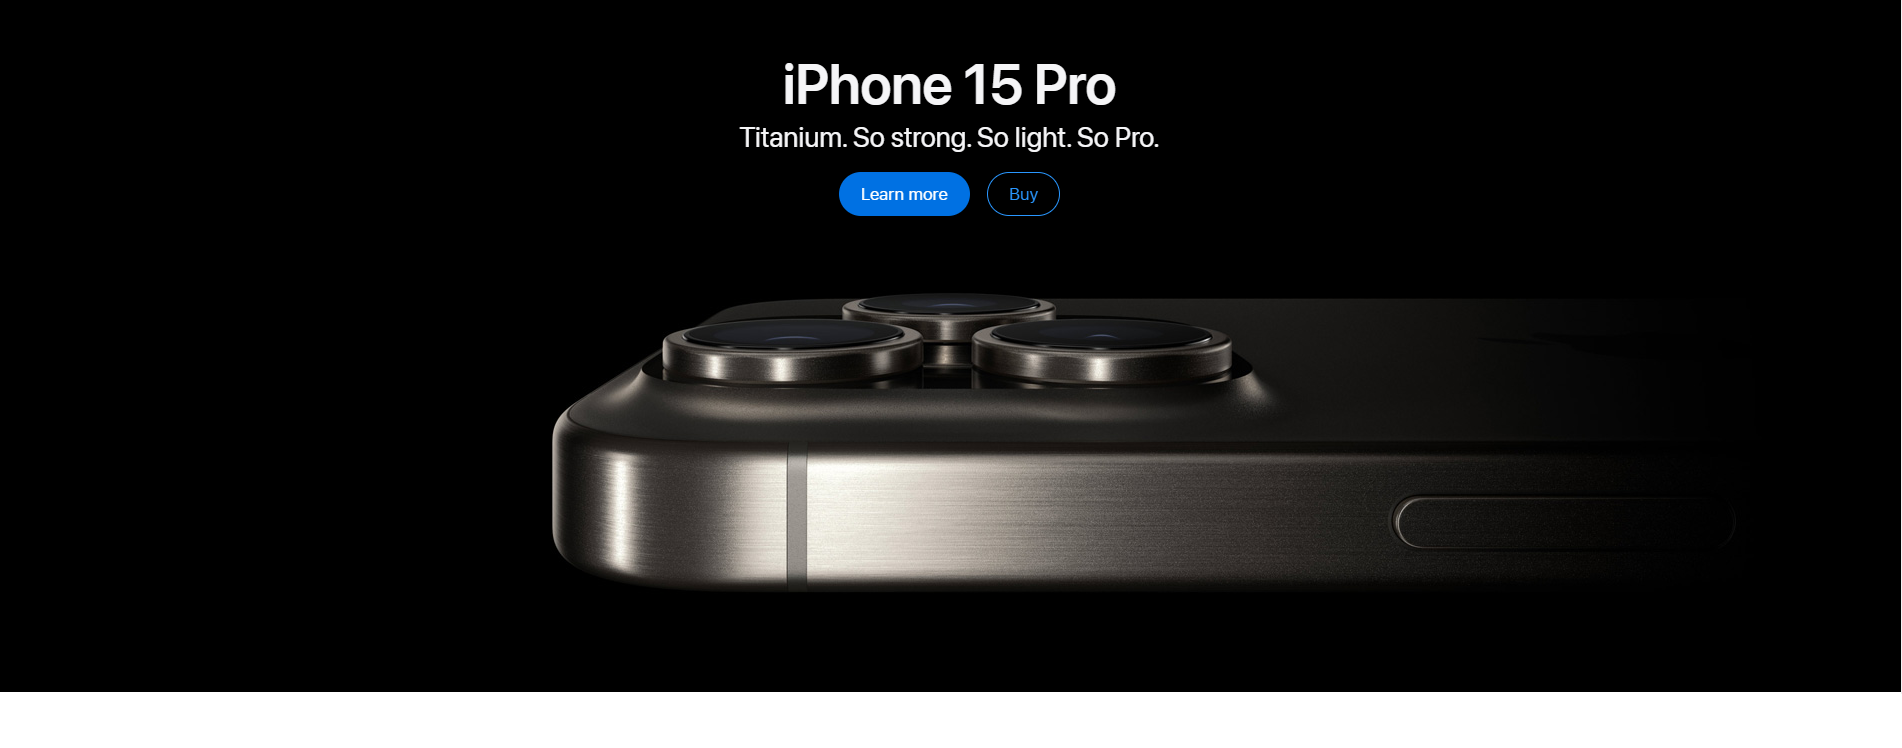 iPhone 15 Pro
Titanium. So strong. So light. So Pro.
Learn more
Buy